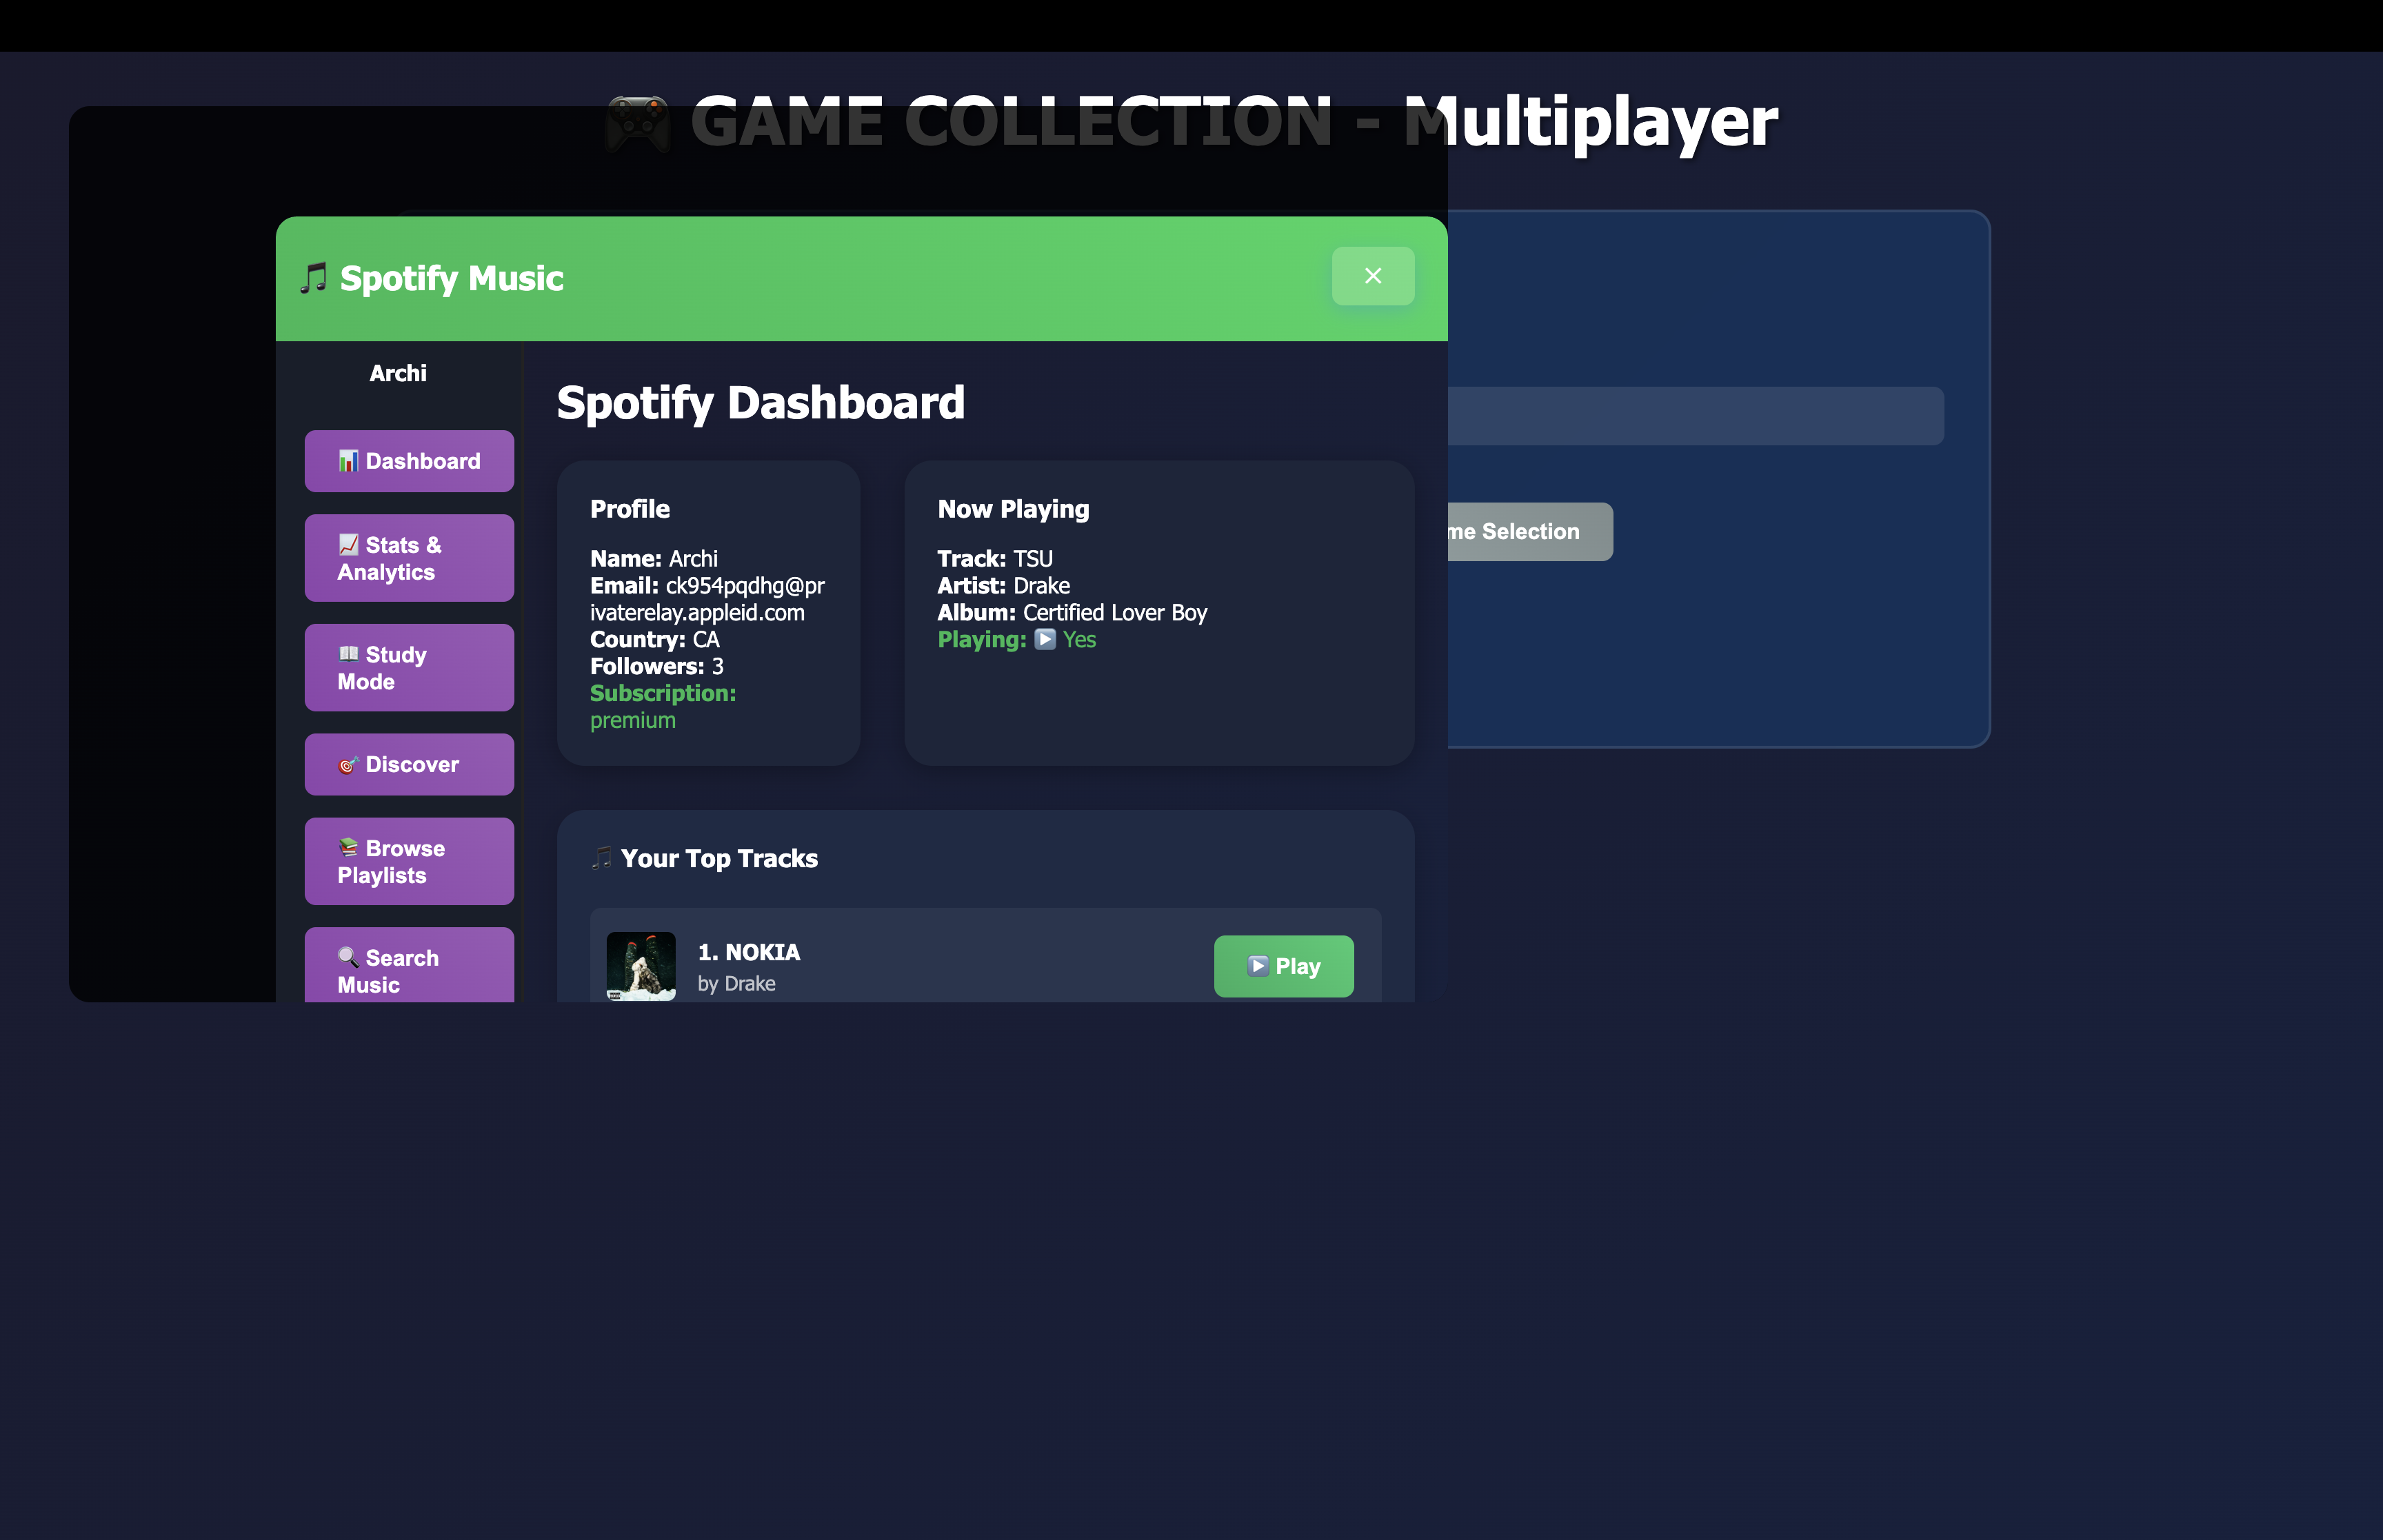 🎮 GAME COLLECTION - Multiplayer
🎵 Spotify Music
×
Archi
📊 Dashboard
📈 Stats &
Analytics
📖 Study
Mode
🎯 Discover
📚 Browse
Playlists
🔍 Search
Music
Spotify Dashboard
Profile
Name: Archi
Email: ck954pqdhg@pr
ivaterelay.appleid.com
Country: CA
Followers: 3
Subscription:
premium
Now Playing
Track: TSU
Artist: Drake
Album: Certified Lover Boy
Playing: ▶️ Yes
🎵 Your Top Tracks
1. NOKIA
by Drake
▶️ Play
me Selection